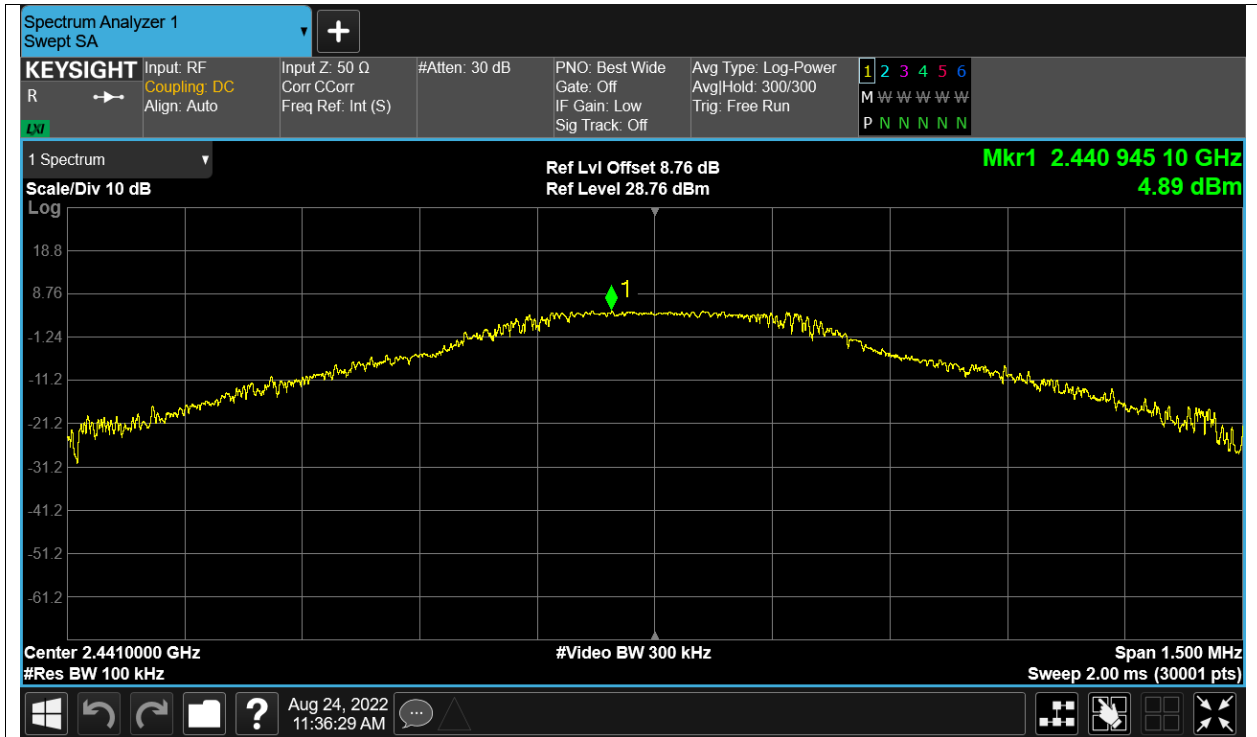 Spectrum Analyzer 1
Swept SA
▼
+
KEYSIGHT
R
LXI
Input: RF
Coupling: DC
Align: Auto
Input Z: 50 Ω
Corr CCorr
Freq Ref: Int (S)
#Atten: 30 dB
PNO: Best Wide
Gate: Off
IF Gain: Low
Sig Track: Off
Avg Type: Log-Power
Avg|Hold: 300/300
Trig: Free Run
1 2 3 4 5 6
M W W W W W
P N N N N N N
1 Spectrum ▼
Scale/Div 10 dB
Log
Ref Lvl Offset 8.76 dB
Ref Level 28.76 dBm
Mkr1 2.440 945 10 GHz
4.89 dBm
18.8
8.76
-1.24
-11.2
-21.2
-31.2
-41.2
-51.2
-61.2
1
Center 2.4410000 GHz
#Res BW 100 kHz
#Video BW 300 kHz
Span 1.500 MHz
Sweep 2.00 ms (30001 pts)
?
Aug 24, 2022
11:36:29 AM